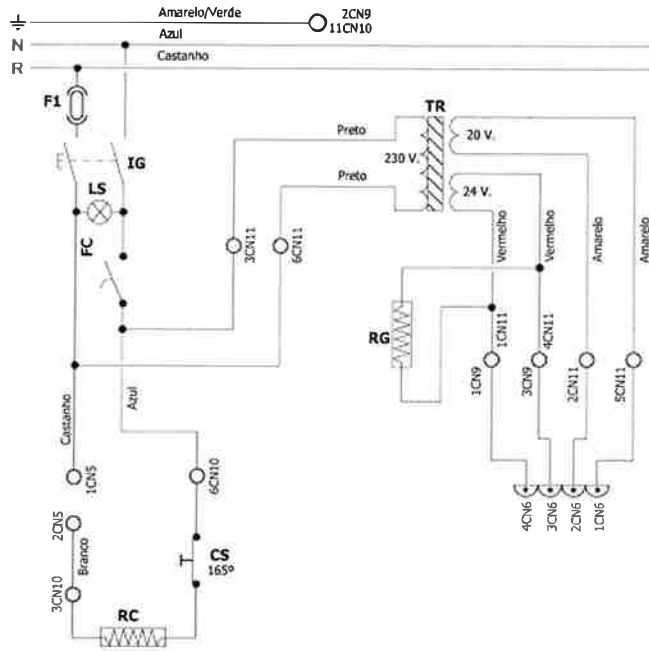 Amarelo/Verde
2CN9
11CN10
N
Azul
R
Castanho
F1
IG
LS
FC
Preto
Preto
230 V.
TR
20 V.
24 V.
3CN11
6CN11
Vermelho
Vermelho
Amarelo
Amarelo
RG
1CN11
4CN11
1CN9
3CN9
2CN11
5CN11
4CN6
3CN6
2CN6
1CN6
Castanho
Azul
1CN5
6CN10
2CN5
Branco
3CN10
CS
165º
RC